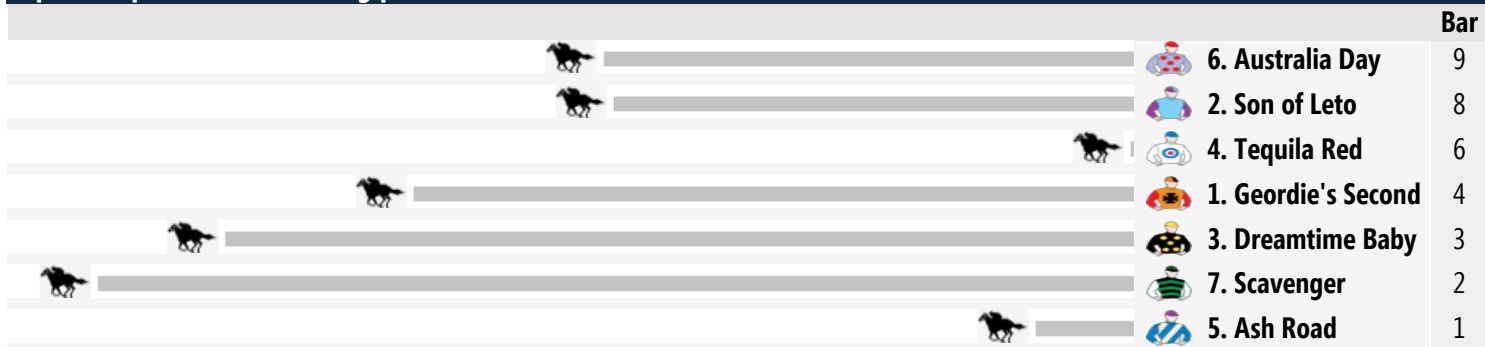 Bar
6. Australia Day 9
2. Son of Leto 8
4. Tequila Red 6
1. Geordie's Second 4
3. Dreamtime Baby 3
7. Scavenger 2
5. Ash Road 1